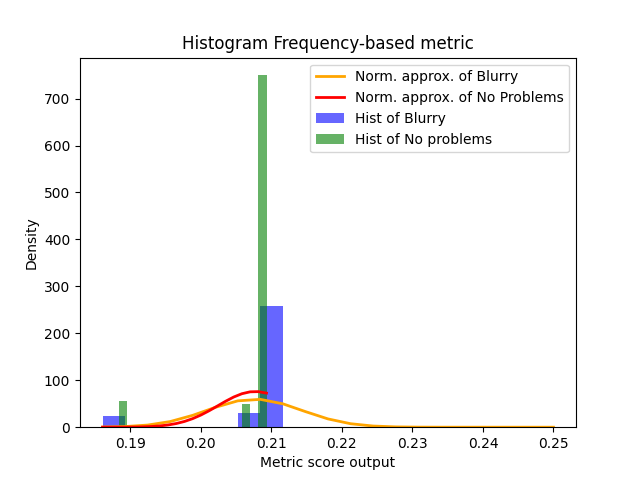 Histogram Frequency-based metric
Norm. approx. of Blurry
Norm. approx. of No Problems
Hist of Blurry
Hist of No problems
Density
700
600
500
400
300
200
100
0
0.19 0.20 0.21 0.22 0.23 0.24 0.25
Metric score output